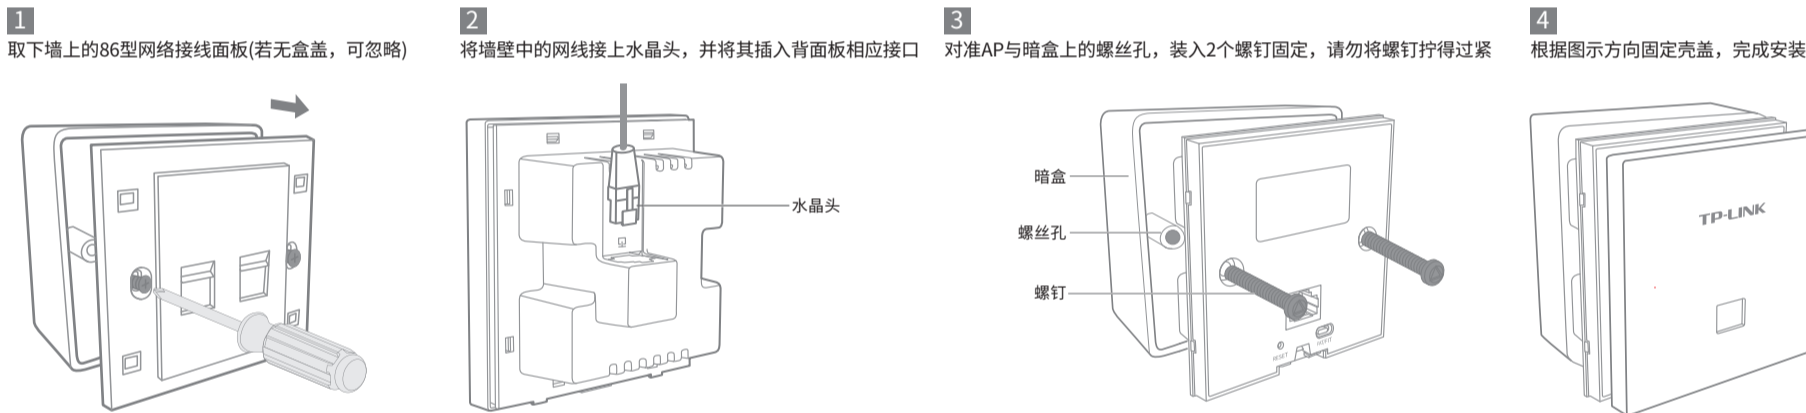 1
取下墙上的86型网络接线面板(若无盒盖，可忽略)
2
将墙壁中的网线接上水晶头，并将其插入背面板相应接口
水晶头
3
对准AP与暗盒上的螺丝孔，装入2个螺钉固定，请勿将螺钉拧得过紧
暗盒
螺丝孔
螺钉
RESET
4
根据图示方向固定壳盖，完成安装
TP-LINK